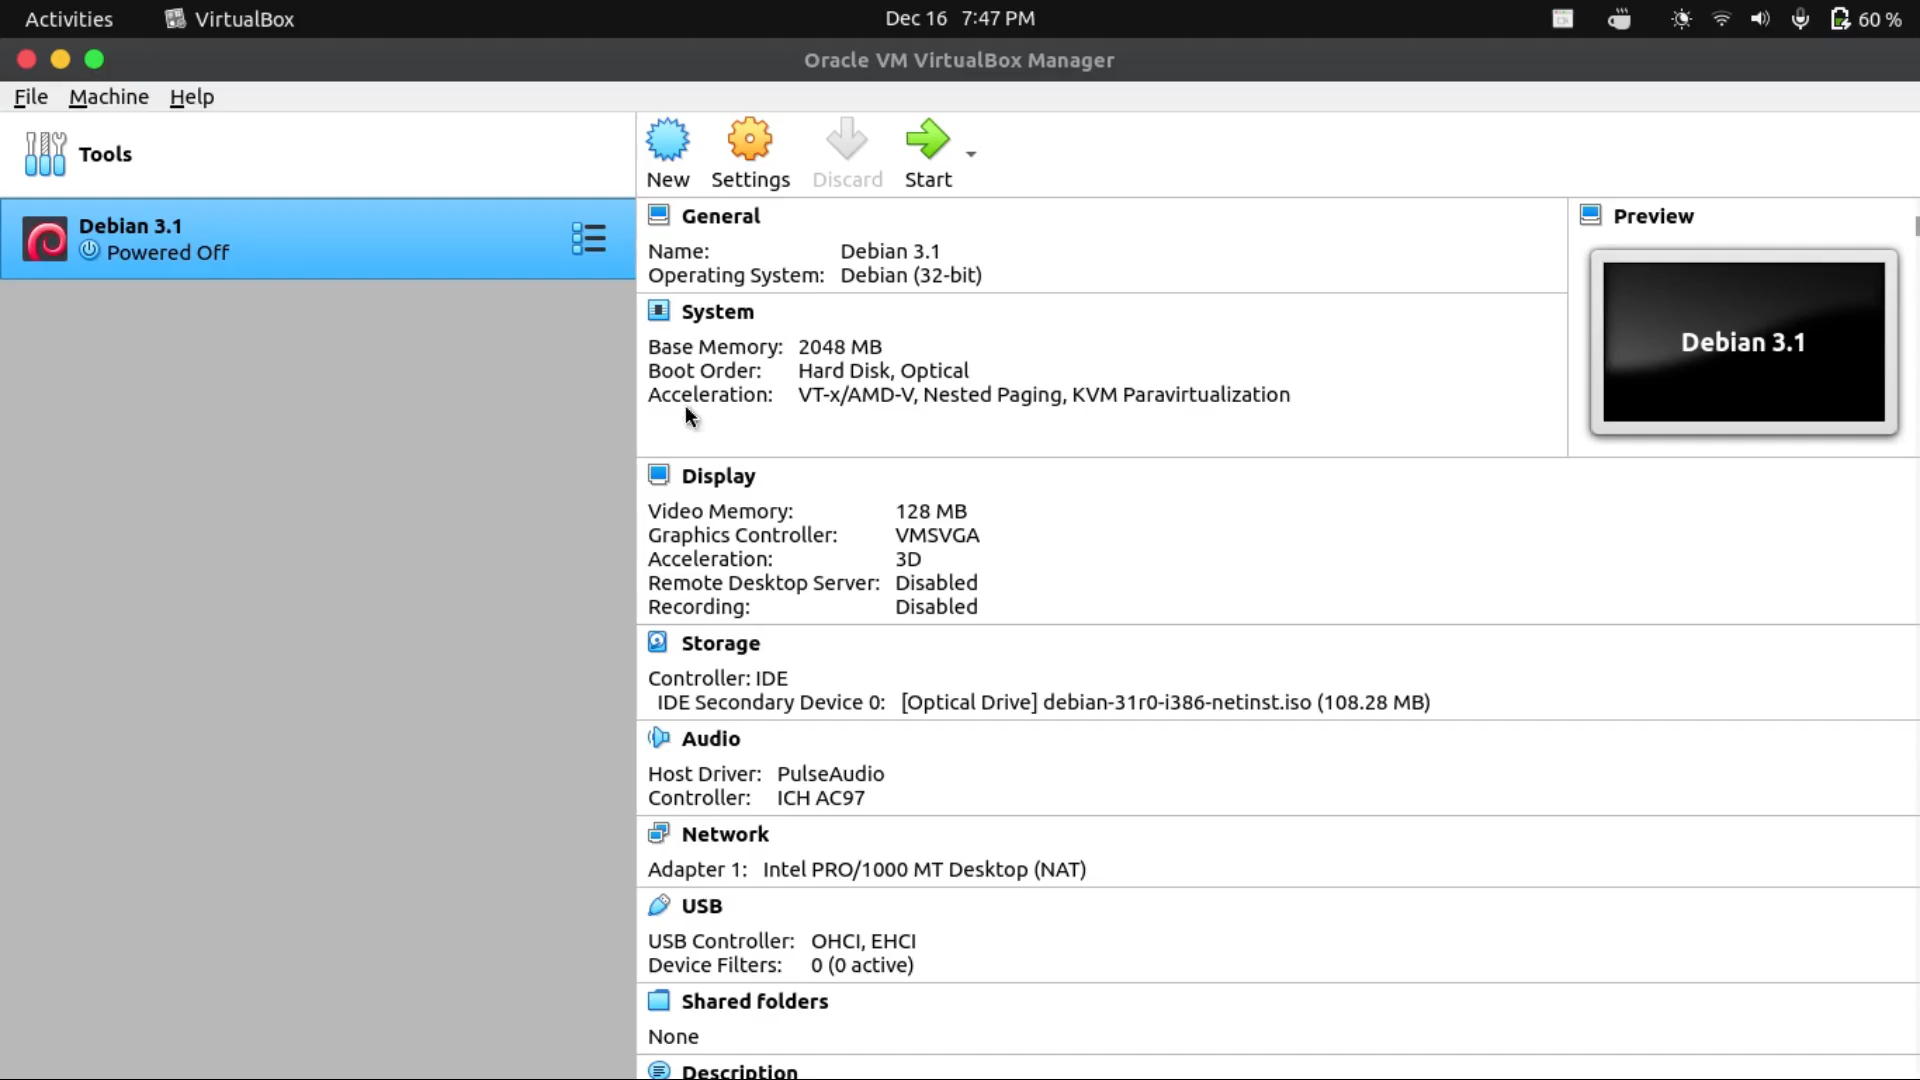 Activities VirtualBox Dec 16 7:47 PM 60 %
Oracle VM VirtualBox Manager
File Machine Help
Tools
New Settings Discard Start
Debian 3.1
Powered Off
General
Name: Debian 3.1
Operating System: Debian (32-bit)
System
Base Memory: 2048 MB
Boot Order: Hard Disk, Optical
Acceleration: VT-x/AMD-V, Nested Paging, KVM Paravirtualization
Preview
Debian 3.1
Display
Video Memory: 128 MB
Graphics Controller: VMSVGA
Acceleration: 3D
Remote Desktop Server: Disabled
Recording: Disabled
Storage
Controller: IDE
IDE Secondary Device 0: [Optical Drive] debian-31r0-i386-netinst.iso (108.28 MB)
Audio
Host Driver: PulseAudio
Controller: ICH AC97
Network
Adapter 1: Intel PRO/1000 MT Desktop (NAT)
USB
USB Controller: OHCI, EHCI
Device Filters: 0 (0 active)
Shared folders
None
Description